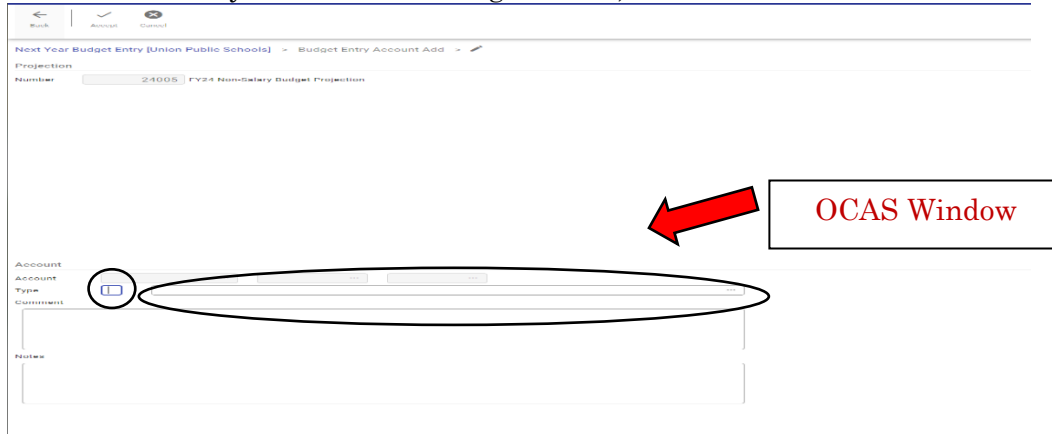 Back Accept Cancel
Next Year Budget Entry [Union Public Schools] > Budget Entry Account Add >
Projection
Number 24005 FY24 Non-Salary Budget Projection
OCAS Window
Account
Account
Type
Comment
Notes